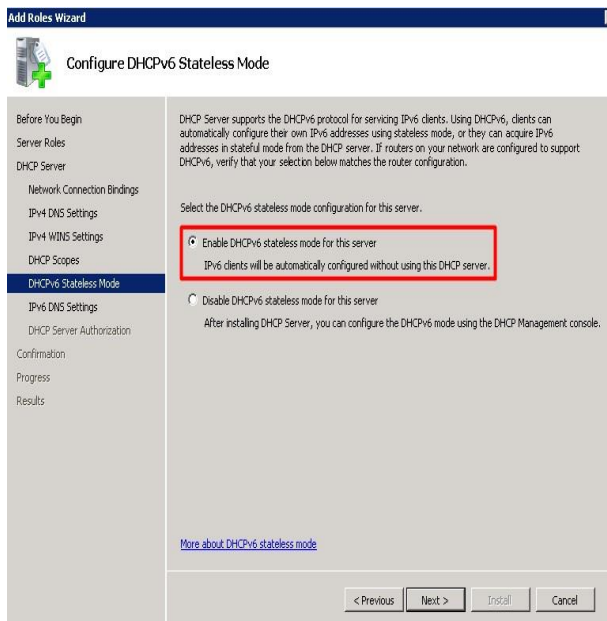 Add Roles Wizard
Configure DHCPv6 Stateless Mode
Before You Begin
Server Roles
DHCP Server
Network Connection Bindings
IPv4 DNS Settings
IPv4 WINS Settings
DHCP Scopes
DHCPv6 Stateless Mode
IPv6 DNS Settings
DHCP Server Authorization
Confirmation
Progress
Results
DHCP Server supports the DHCPv6 protocol for servicing IPv6 clients. Using DHCPv6, clients can
automatically configure their own IPv6 addresses using stateless mode, or they can acquire IPv6
addresses in stateful mode from the DHCP server. If routers on your network are configured to support
DHCPv6, verify that your selection below matches the router configuration.
Select the DHCPv6 stateless mode configuration for this server.
Enable DHCPv6 stateless mode for this server
IPv6 clients will be automatically configured without using this DHCP server.
Disable DHCPv6 stateless mode for this server
After installing DHCP Server, you can configure the DHCPv6 mode using the DHCP Management console.
More about DHCPv6 stateless mode
< Previous
Next >
Install
Cancel